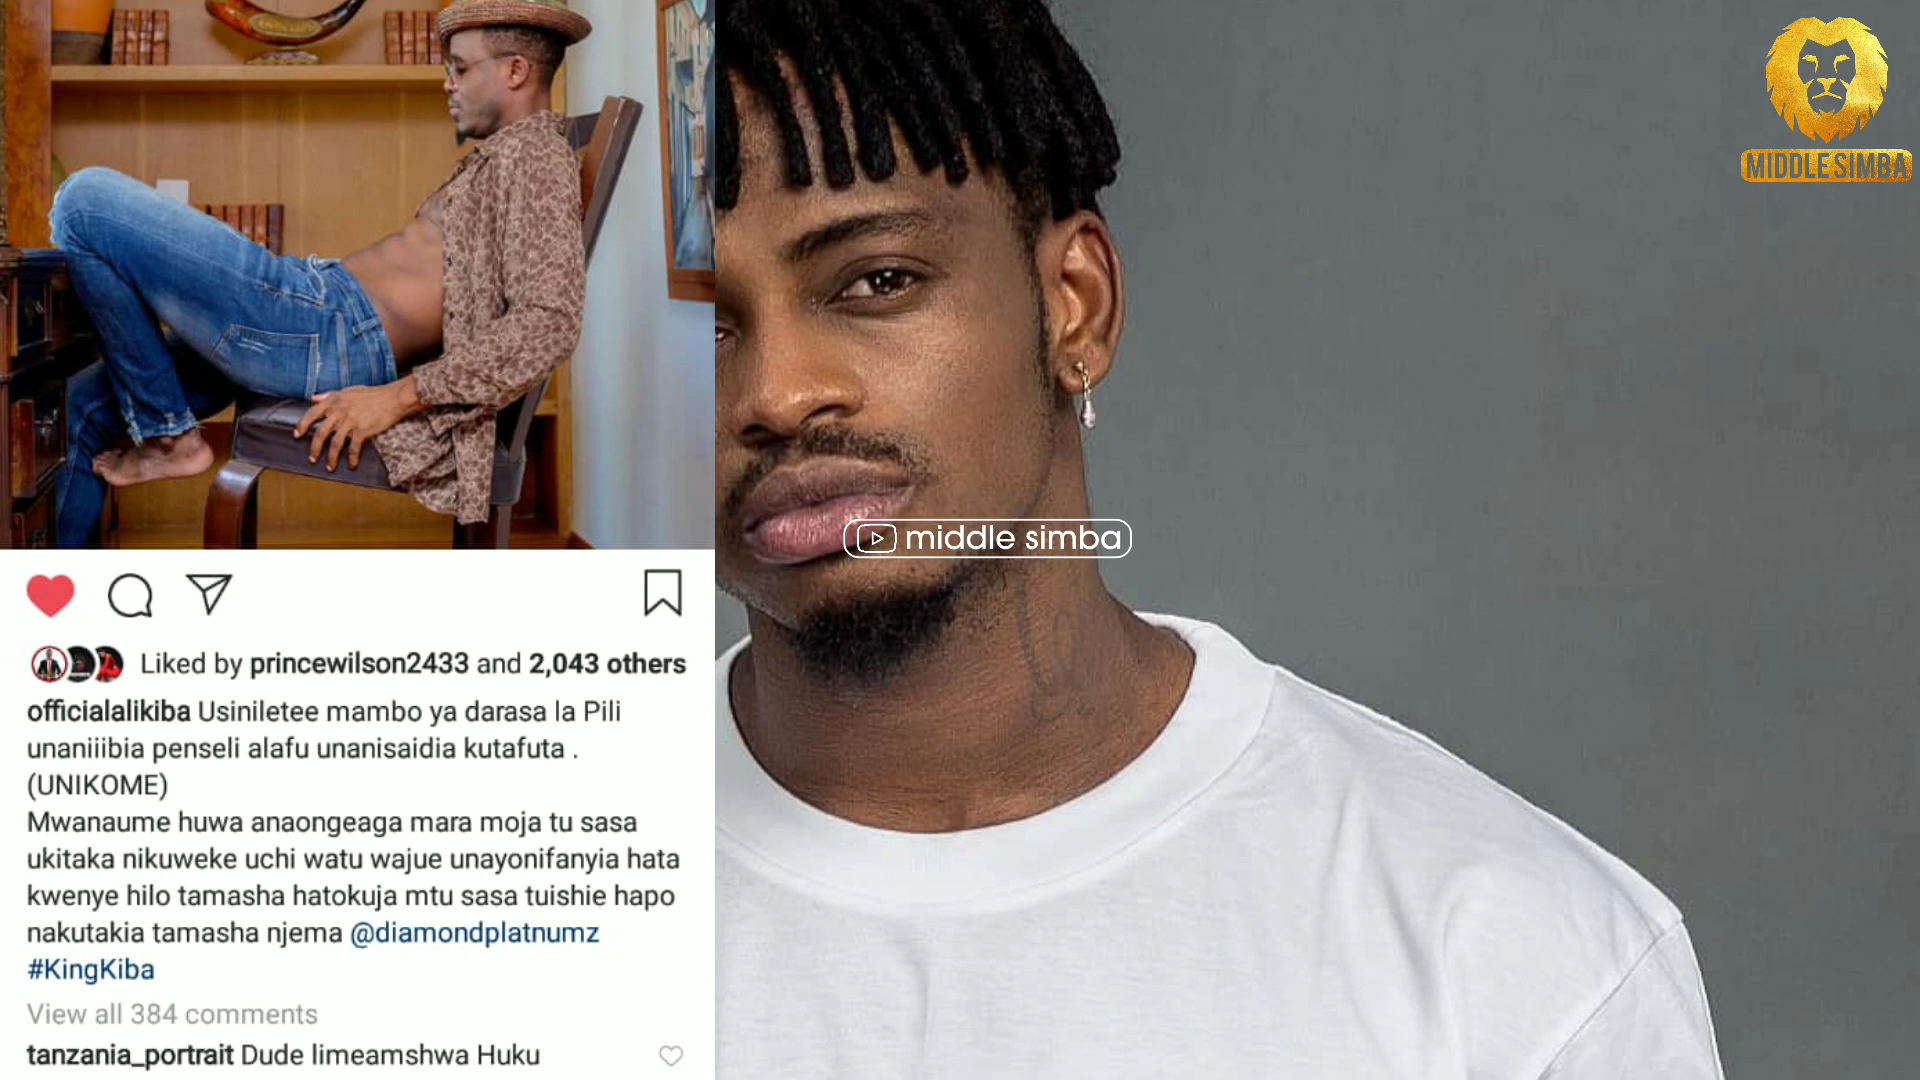 MIDDLE SIMBA
middle simba
Liked by princewilson2433 and 2,043 others
officialalikiba Usiniletee mambo ya darasa la Pili
unaniiibia penseli alafu unanisaidia kutafuta .
(UNIKOME)
Mwanaume huwa anaongeaga mara moja tu sasa
ukitaka nikuweke uchi watu wajue unayonifanyia hata
kwenye hilo tamasha hatokuja mtu sasa tuishie hapo
nakutakia tamasha njema @diamondplatnumz
#KingKiba
View all 384 comments
tanzania_portrait Dude limeamshwa Huku